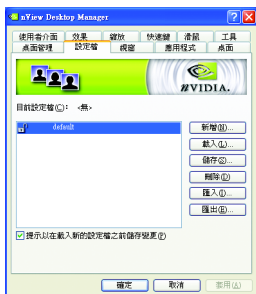 nView Desktop Manager
使用者介面 效果 縮放 快速鍵 滑鼠 工具
桌面管理 設定檔 視窗 應用程式 桌面
NVIDIA.
目前設定檔(C): <無>
default
新增(N)...
載入(L)...
儲存(S)...
刪除(D)
匯入(I)...
匯出(E)...
提示以在載入新的設定檔之前儲存變更(P)
確定 取消 套用(A)